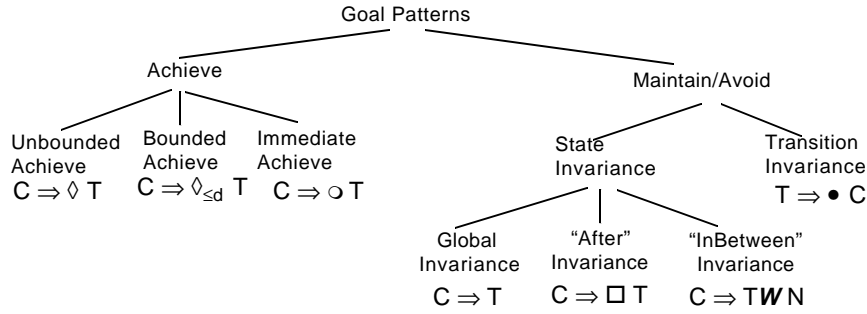 Goal Patterns
Achieve
Maintain/Avoid
Unbounded
Achieve
C ⇒ ◊ T
Bounded
Achieve
C ⇒ ◊≤d T
Immediate
Achieve
C ⇒ ○ T
State
Invariance
Transition
Invariance
T ⇒ ● C
Global
Invariance
C ⇒ T
“After”
Invariance
C ⇒ □ T
“InBetween”
Invariance
C ⇒ TWN